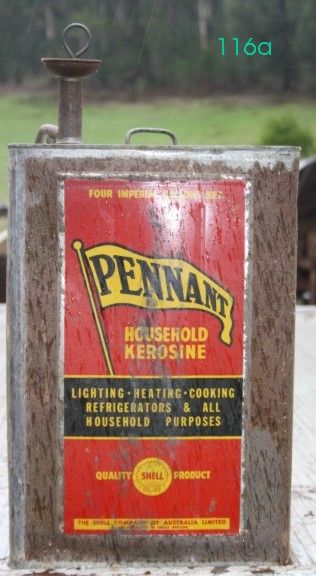 116a
FOUR IMPERIAL GALLONS NET
PENNANT
HOUSEHOLD
KEROSINE
LIGHTING · HEATING · COOKING
REFRIGERATORS & ALL
HOUSEHOLD PURPOSES
QUALITY SHELL PRODUCT
THE SHELL COMPANY OF AUSTRALIA LIMITED